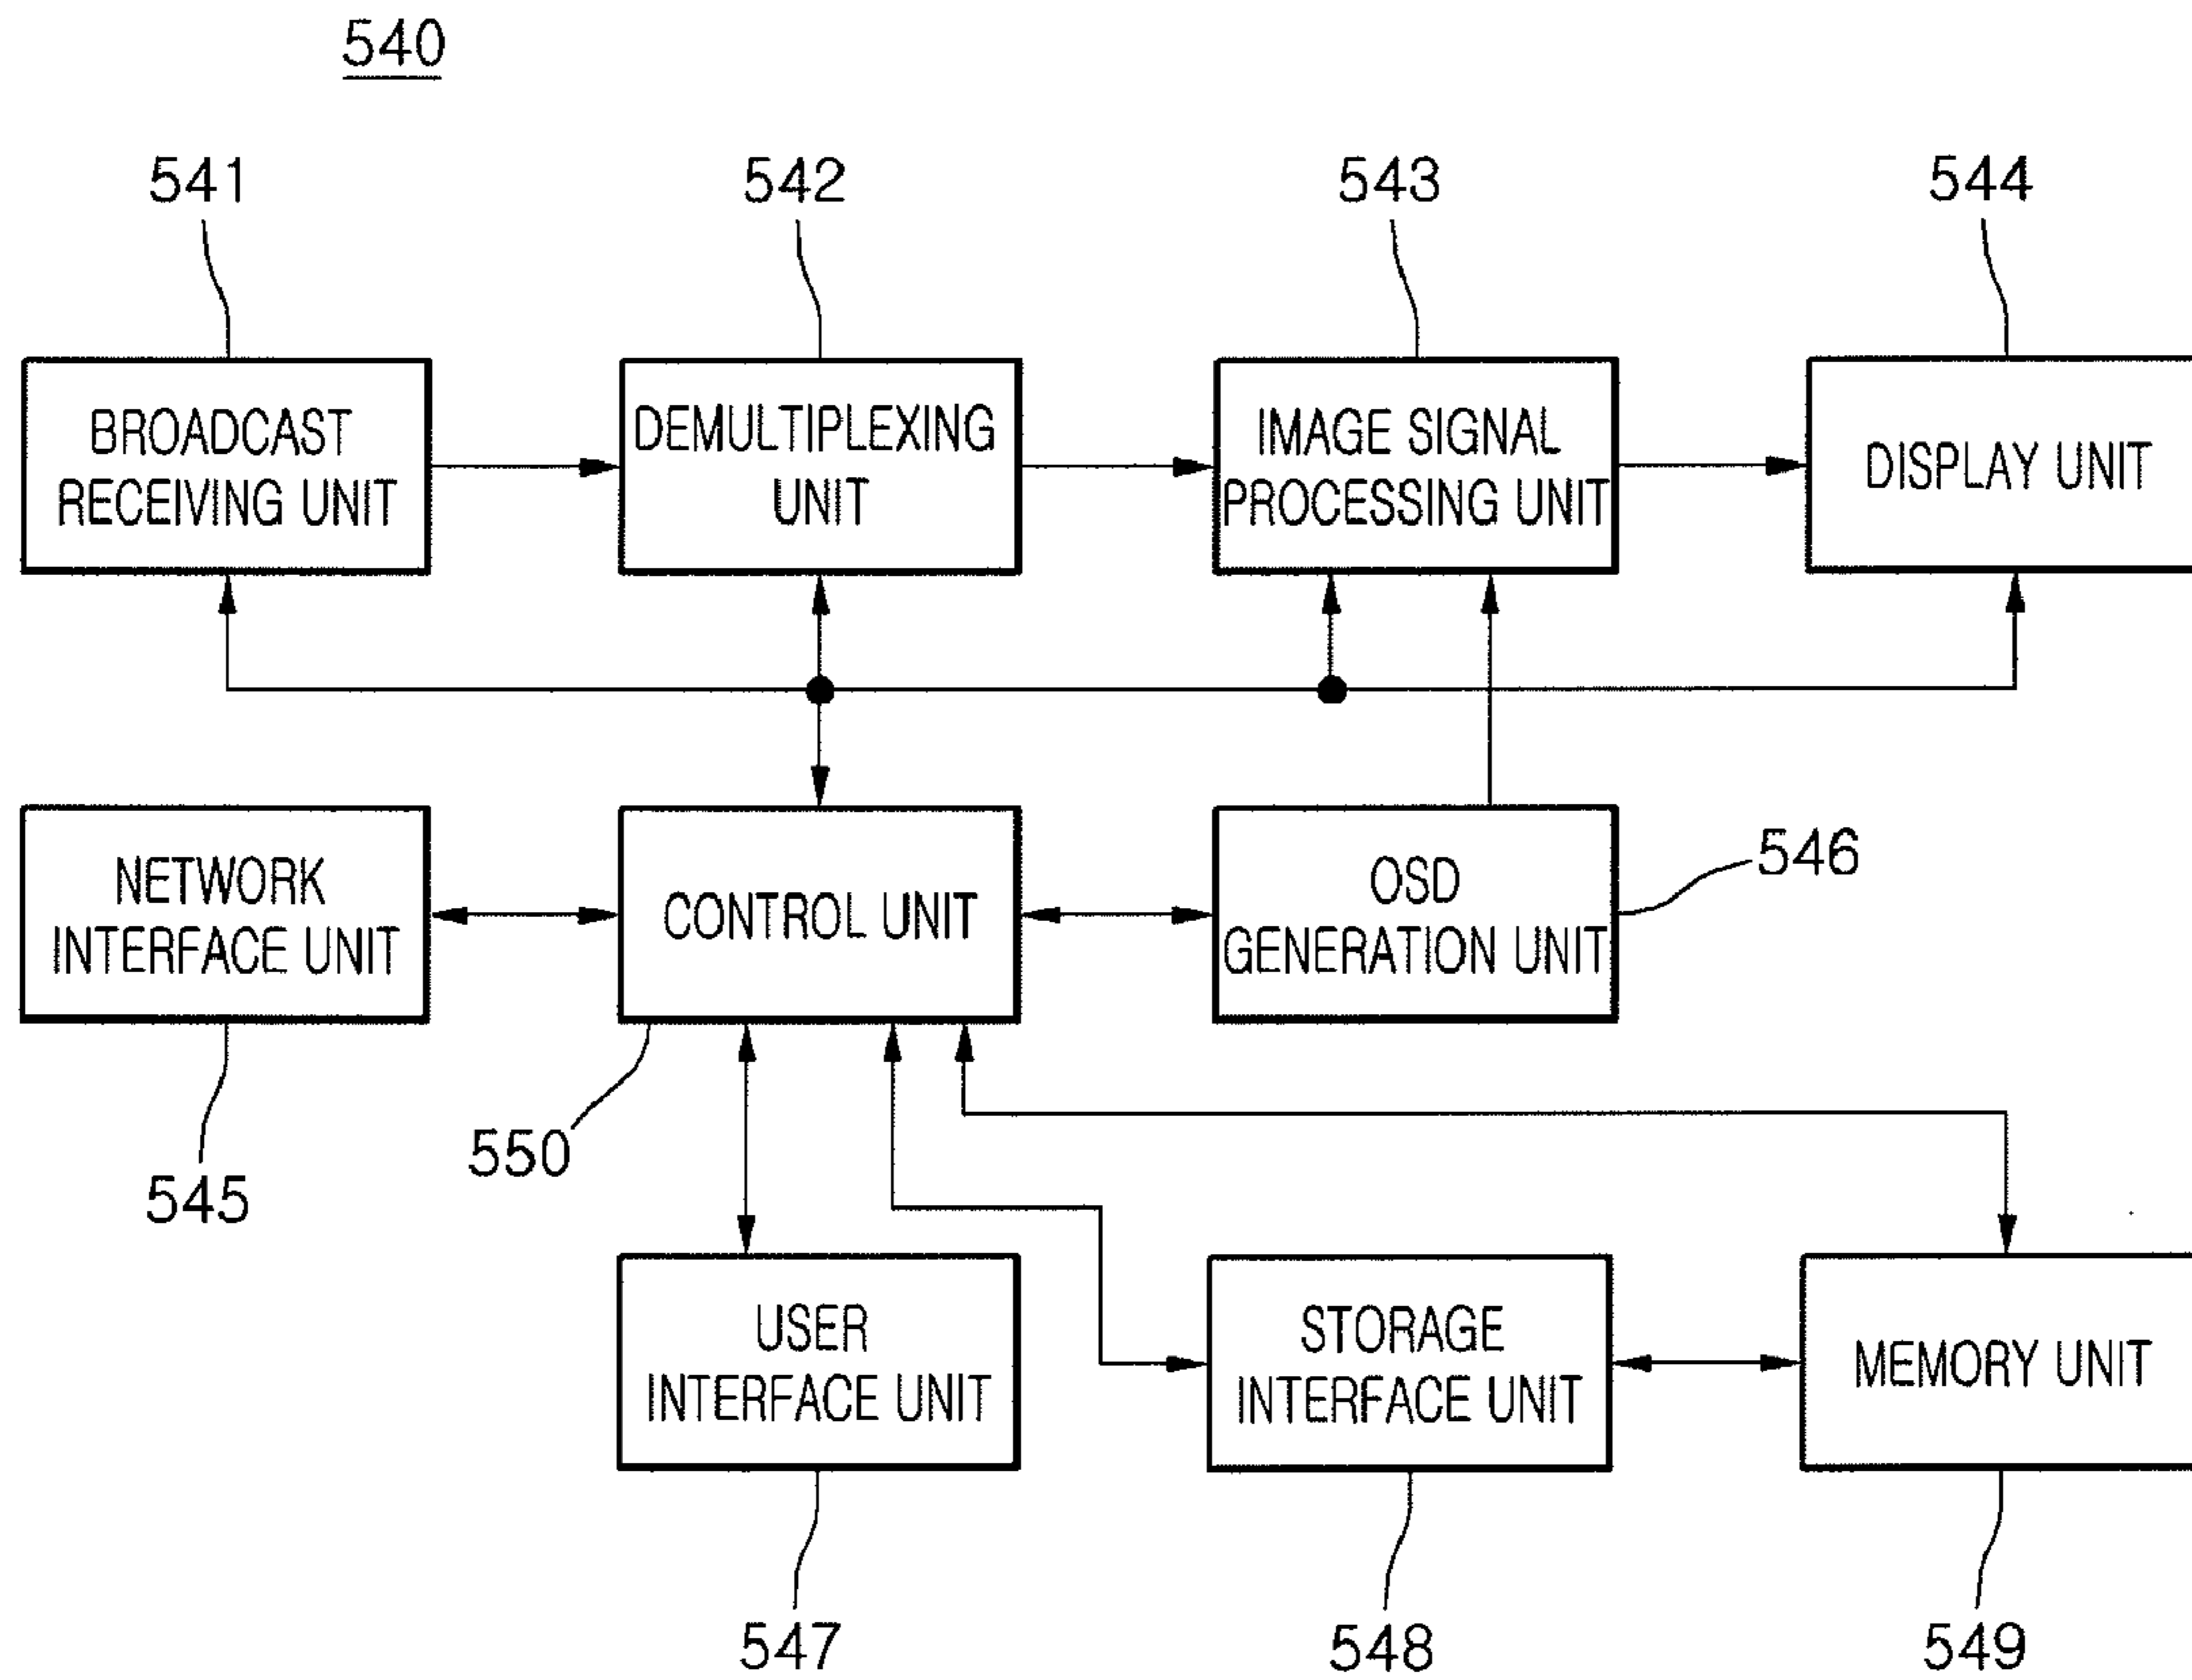 540
541
542
543
544
BROADCAST
RECEIVING UNIT
DEMULTIPLEXING
UNIT
IMAGE SIGNAL
PROCESSING UNIT
DISPLAY UNIT
NETWORK
INTERFACE UNIT
CONTROL UNIT
OSD
GENERATION UNIT
546
545
550
USER
INTERFACE UNIT
STORAGE
INTERFACE UNIT
MEMORY UNIT
547
548
549